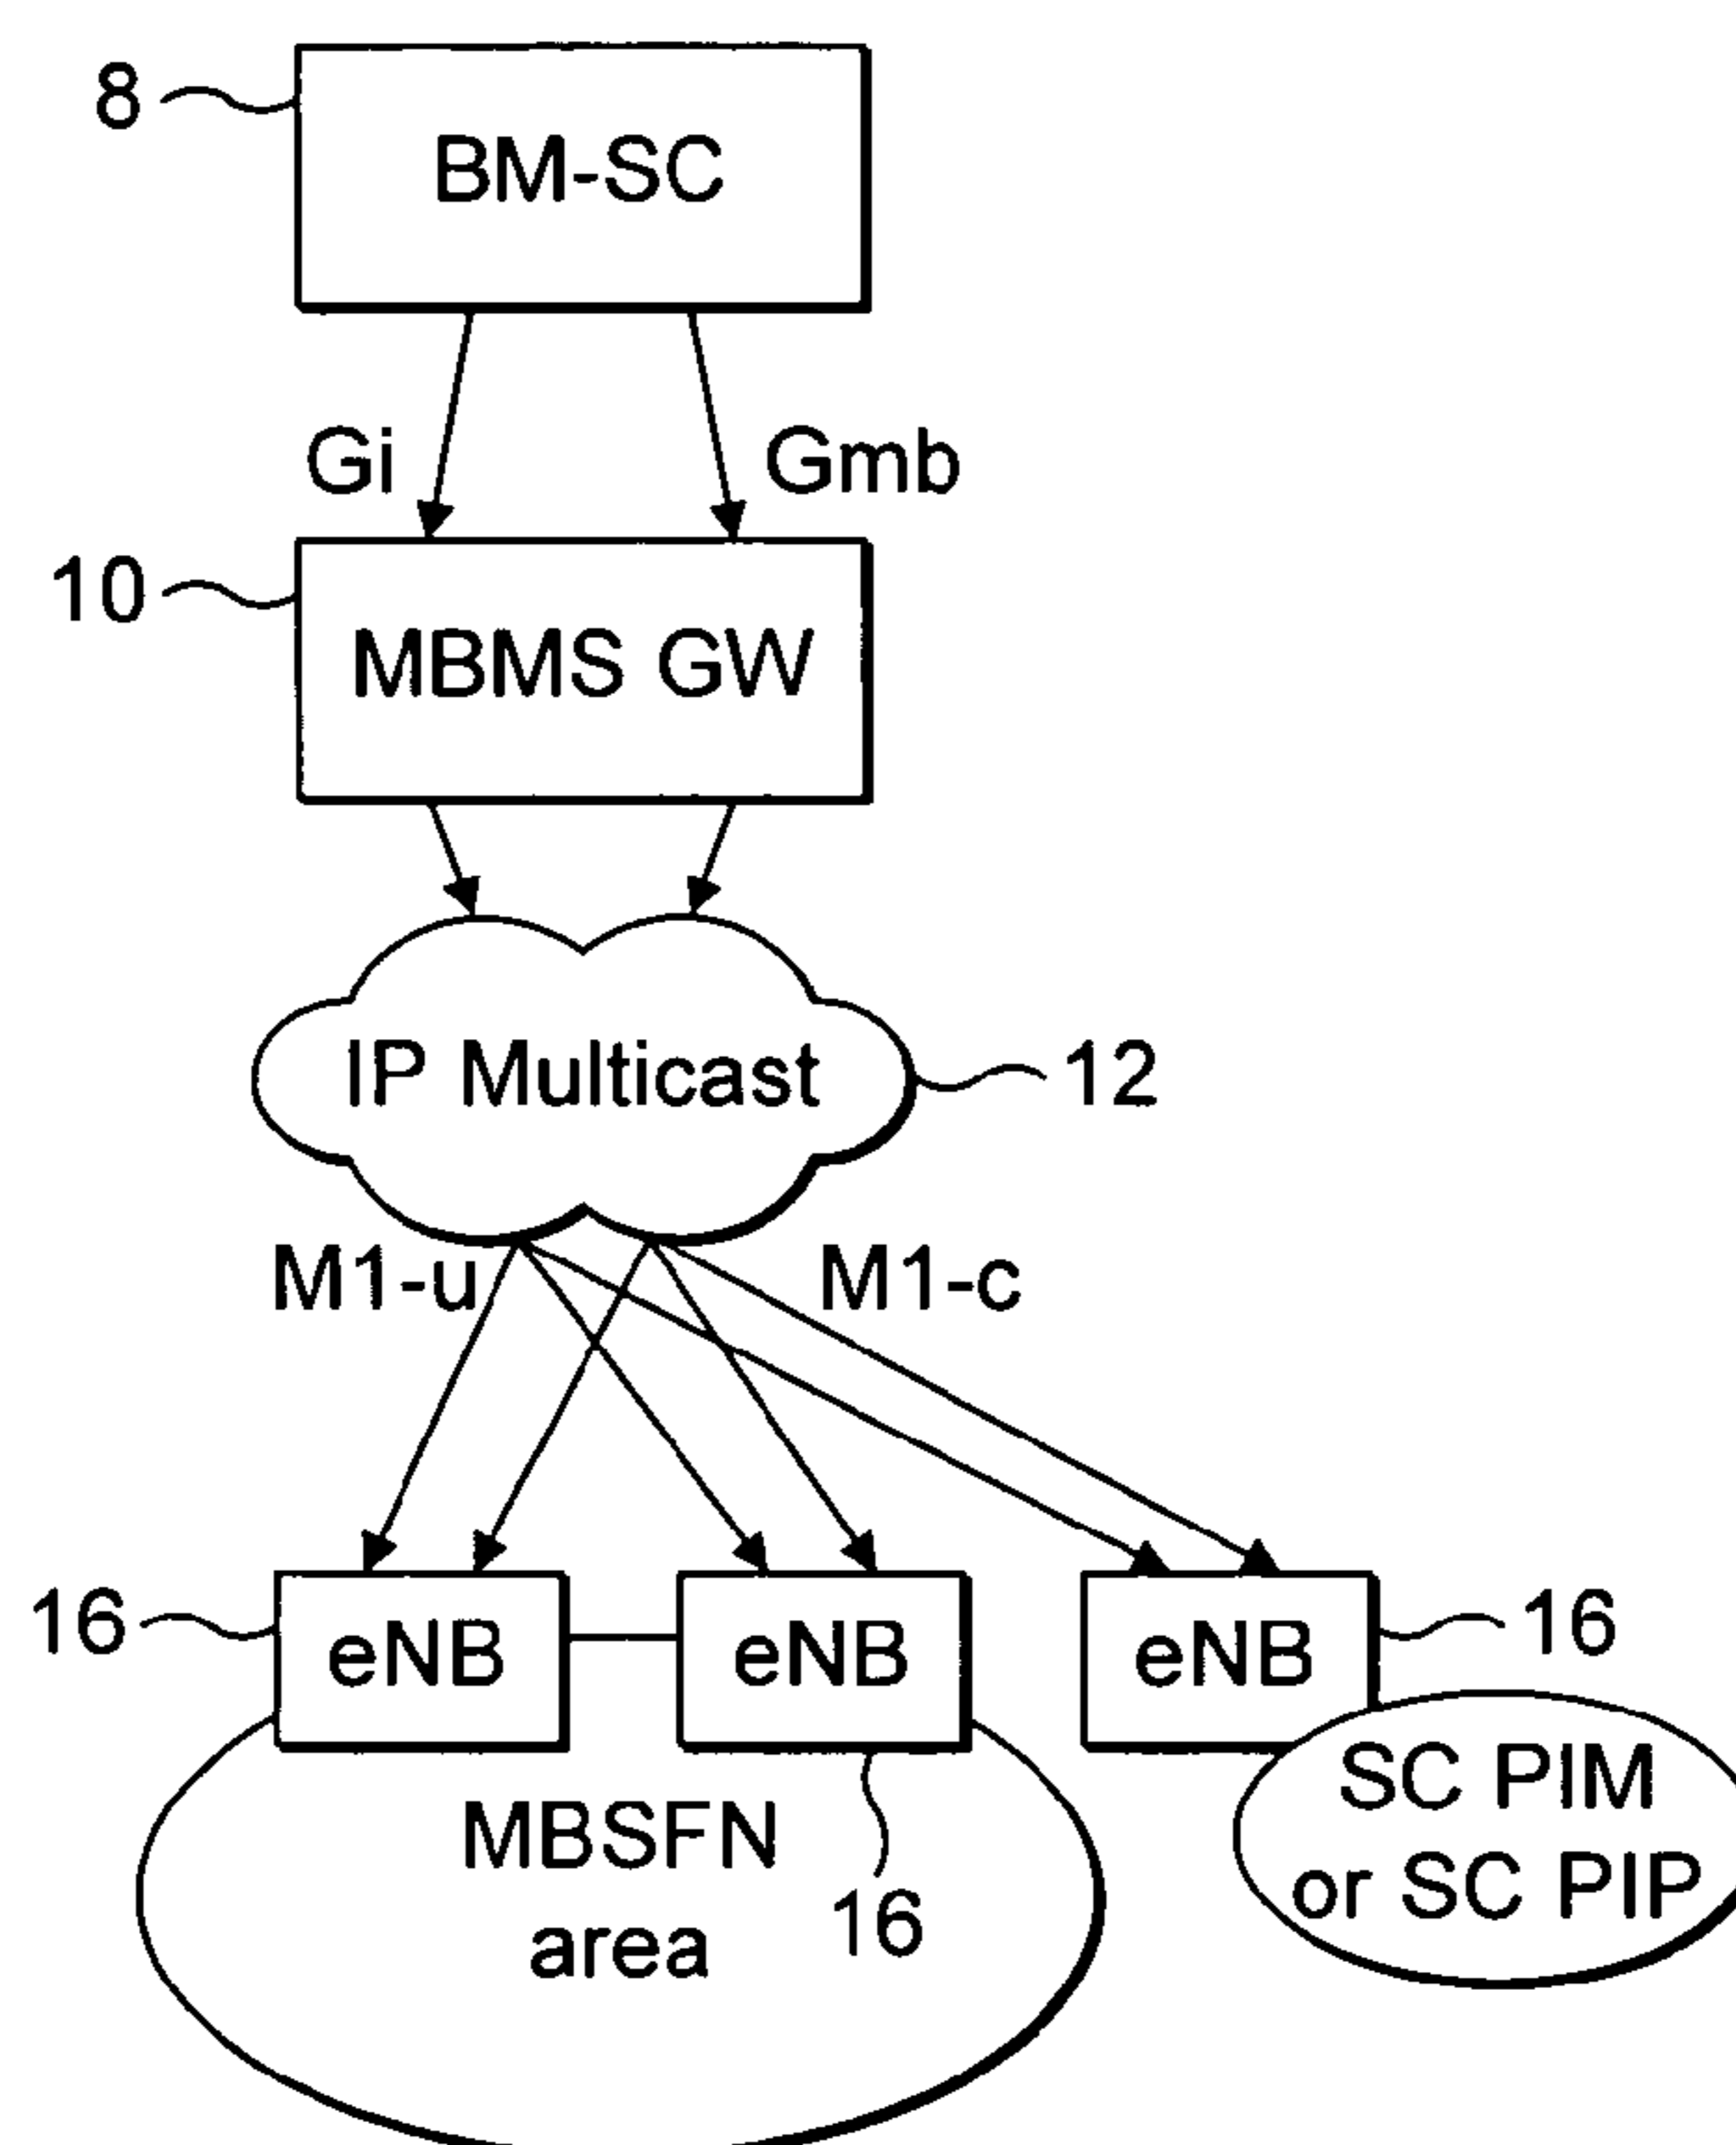 8
BM-SC
Gi
Gmb
10
MBMS GW
IP Multicast
12
M1-u
M1-c
16
eNB
eNB
eNB
16
MBSFN
area
16
SC PIM
or SC PIP